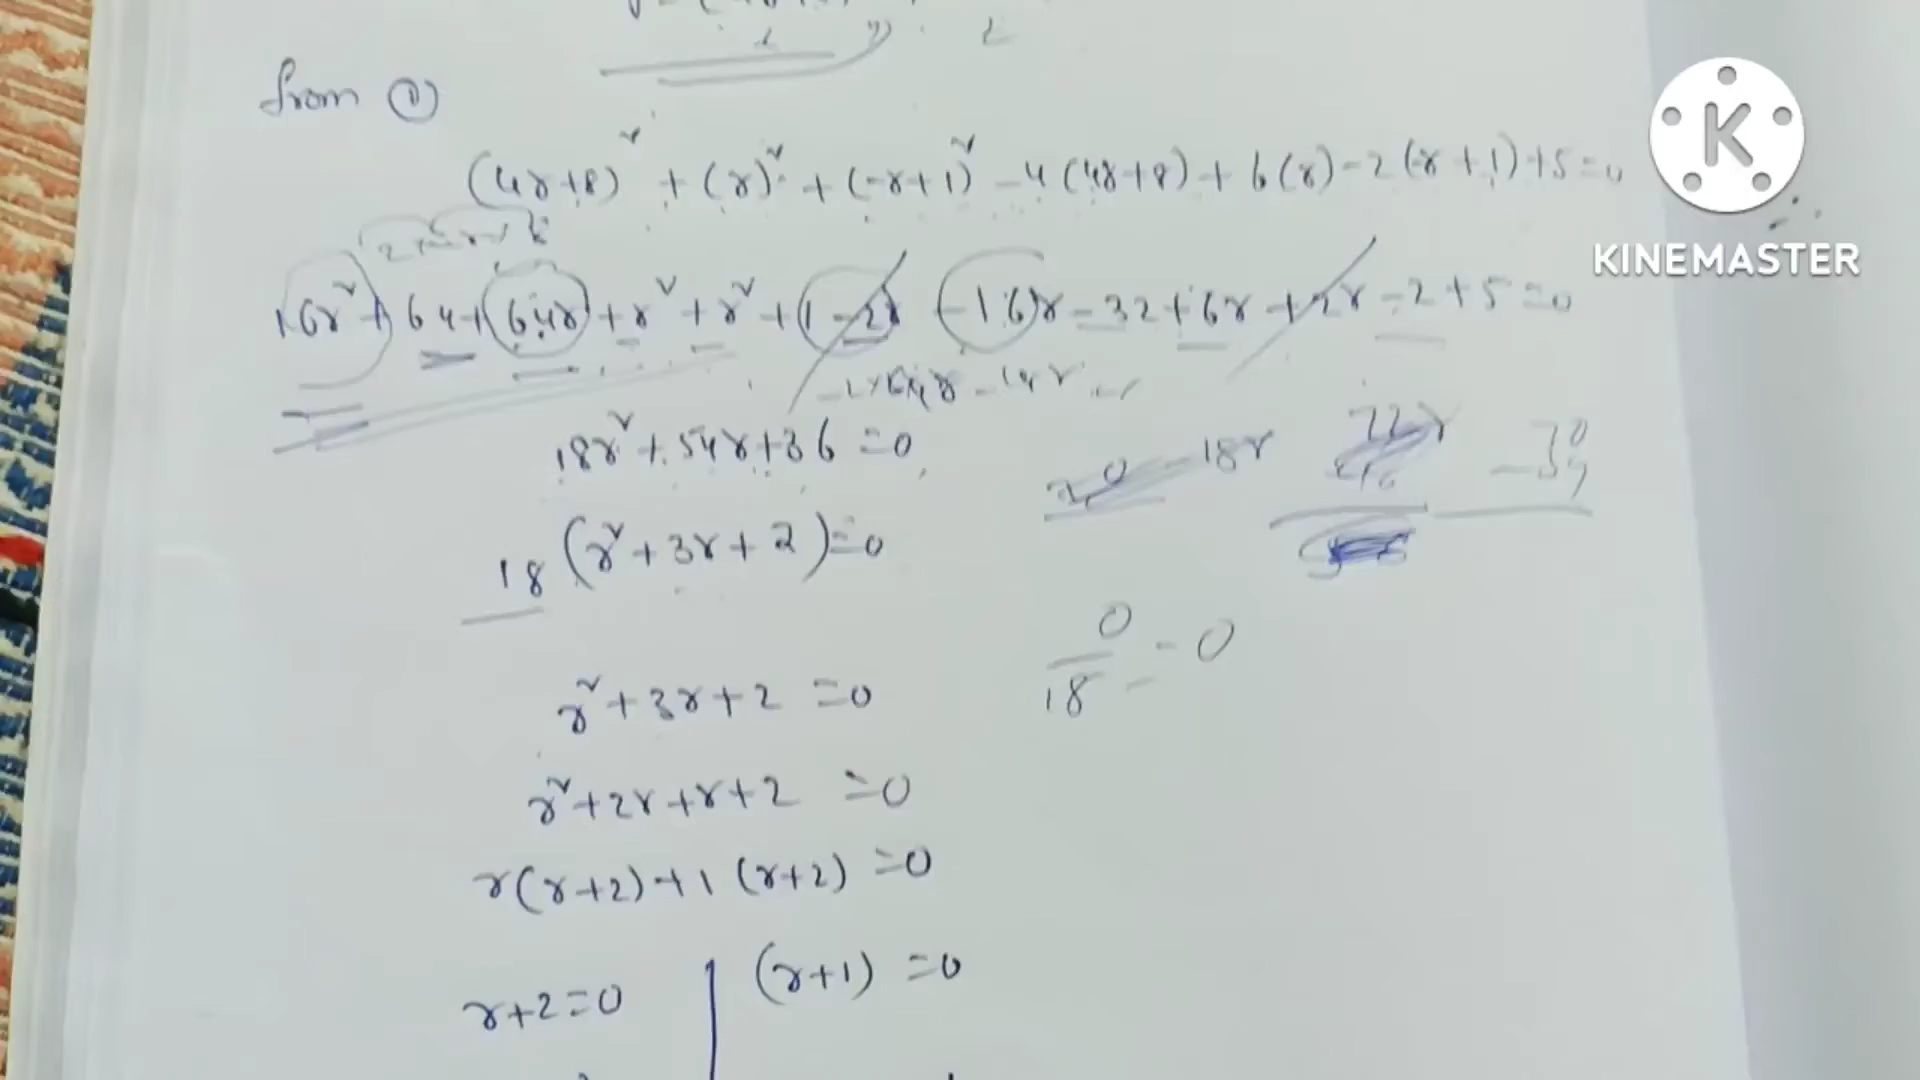 from ①
(4r+8)² + (r)² + (-r+1)² - 4(4r+8) + 6(r) - 2(-r+1) + 5 = 0
16r² + 64 + 64r + r² + r² + 1 - 2r - 16r - 32 + 6r + 2r - 2 + 5 = 0
18r² + 54r + 36 = 0
- 18r
18 (r² + 3r + 2) = 0
0/18 = 0
r² + 3r + 2 = 0
r² + 2r + r + 2 = 0
r(r+2) + 1 (r+2) = 0
r+2=0 | (r+1) = 0
K
KINEMASTER